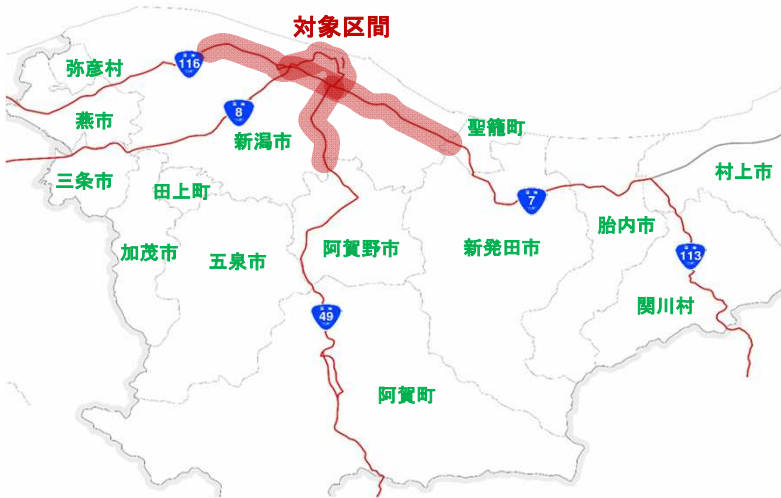 対象区間
116
弥彦村
8
燕市
新潟市
聖籠町
三条市
田上町
村上市
7
加茂市
五泉市
阿賀野市
新発田市
胎内市
113
関川村
49
阿賀町